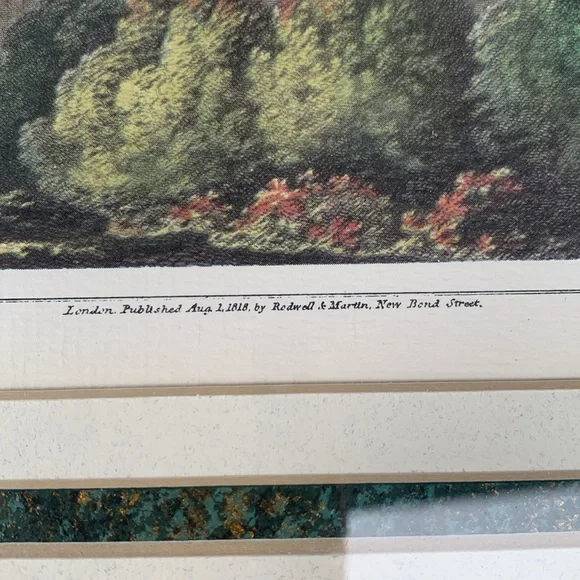 London. Published Aug. 1, 1818, by Rodwell & Martin, New Bond Street.